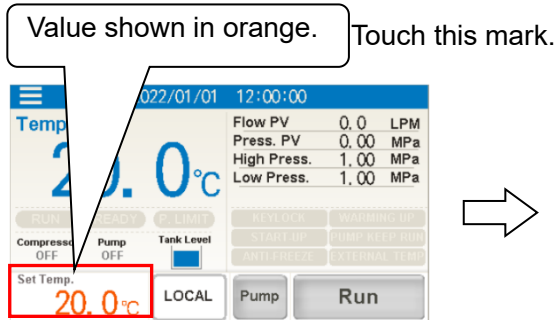 Value shown in orange.
Touch this mark.
022/01/01 12:00:00
Temp
20.0℃
Flow PV 0.0 LPM
Press. PV 0.00 MPa
High Press. 1.00 MPa
Low Press. 1.00 MPa
RUN READY P. LIMIT
KEYLOCK WARMING UP
START-UP PUMP KEEP RUN
ANTI-FREEZE EXTERNAL TEMP
Compresso Pump Tank Level
OFF OFF
Set Temp.
20.0℃
LOCAL
Pump
Run